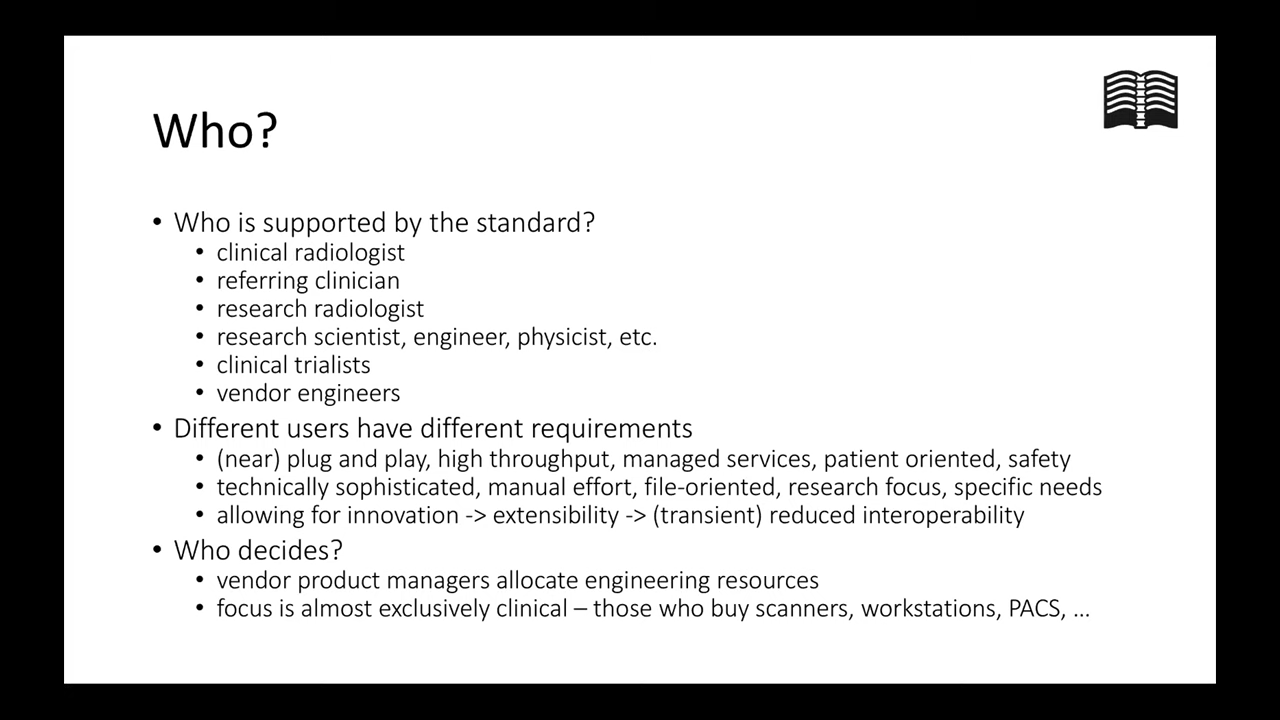 Who?
• Who is supported by the standard?
• clinical radiologist
• referring clinician
• research radiologist
• research scientist, engineer, physicist, etc.
• clinical trialists
• vendor engineers
• Different users have different requirements
• (near) plug and play, high throughput, managed services, patient oriented, safety
• technically sophisticated, manual effort, file-oriented, research focus, specific needs
• allowing for innovation -> extensibility -> (transient) reduced interoperability
• Who decides?
• vendor product managers allocate engineering resources
• focus is almost exclusively clinical – those who buy scanners, workstations, PACS, ...